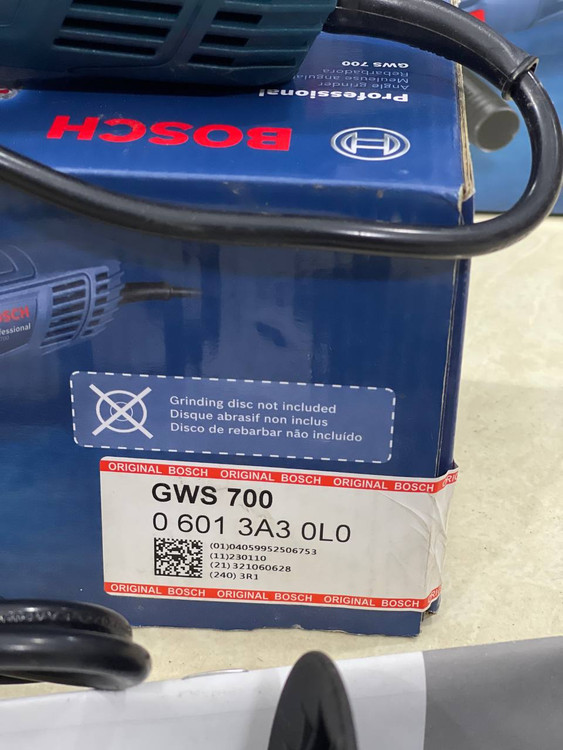 GWS 700
Rebarbadora
Meuleuse angulaire
Angle grinder
Professional
BOSCH
Grinding disc not included
Disque abrasif non inclus
Disco de rebarbar não incluído
ORIGINAL BOSCH ORIGINAL BOSCH ORIGINAL BOSCH
GWS 700
0 601 3A3 0L0
(01)04059952506753
(11)230110
(21)321060628
(240) 3R1
ORIGINAL BOSCH ORIGINAL BOSCH ORIGINAL BOSCH